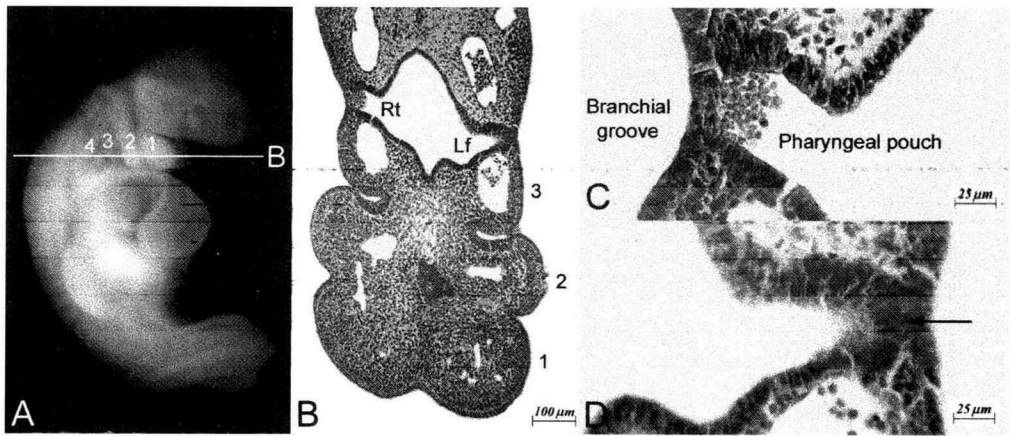 4 3 2 1
B
A
Rt
Lf
3
2
1
B
100 µm
Branchial
groove
Pharyngeal pouch
C
25 µm
D
25 µm